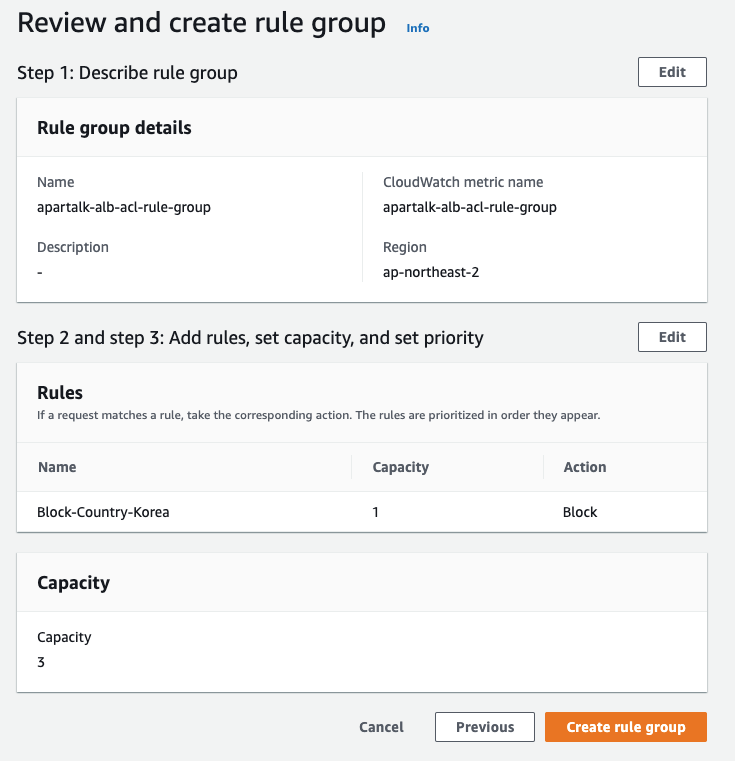 Review and create rule group Info
Step 1: Describe rule group
Edit
Rule group details
Name
apartalk-alb-acl-rule-group
CloudWatch metric name
apartalk-alb-acl-rule-group
Description
-
Region
ap-northeast-2
Step 2 and step 3: Add rules, set capacity, and set priority
Edit
Rules
If a request matches a rule, take the corresponding action. The rules are prioritized in order they appear.
Name Capacity Action
Block-Country-Korea 1 Block
Capacity
Capacity
3
Cancel Previous Create rule group